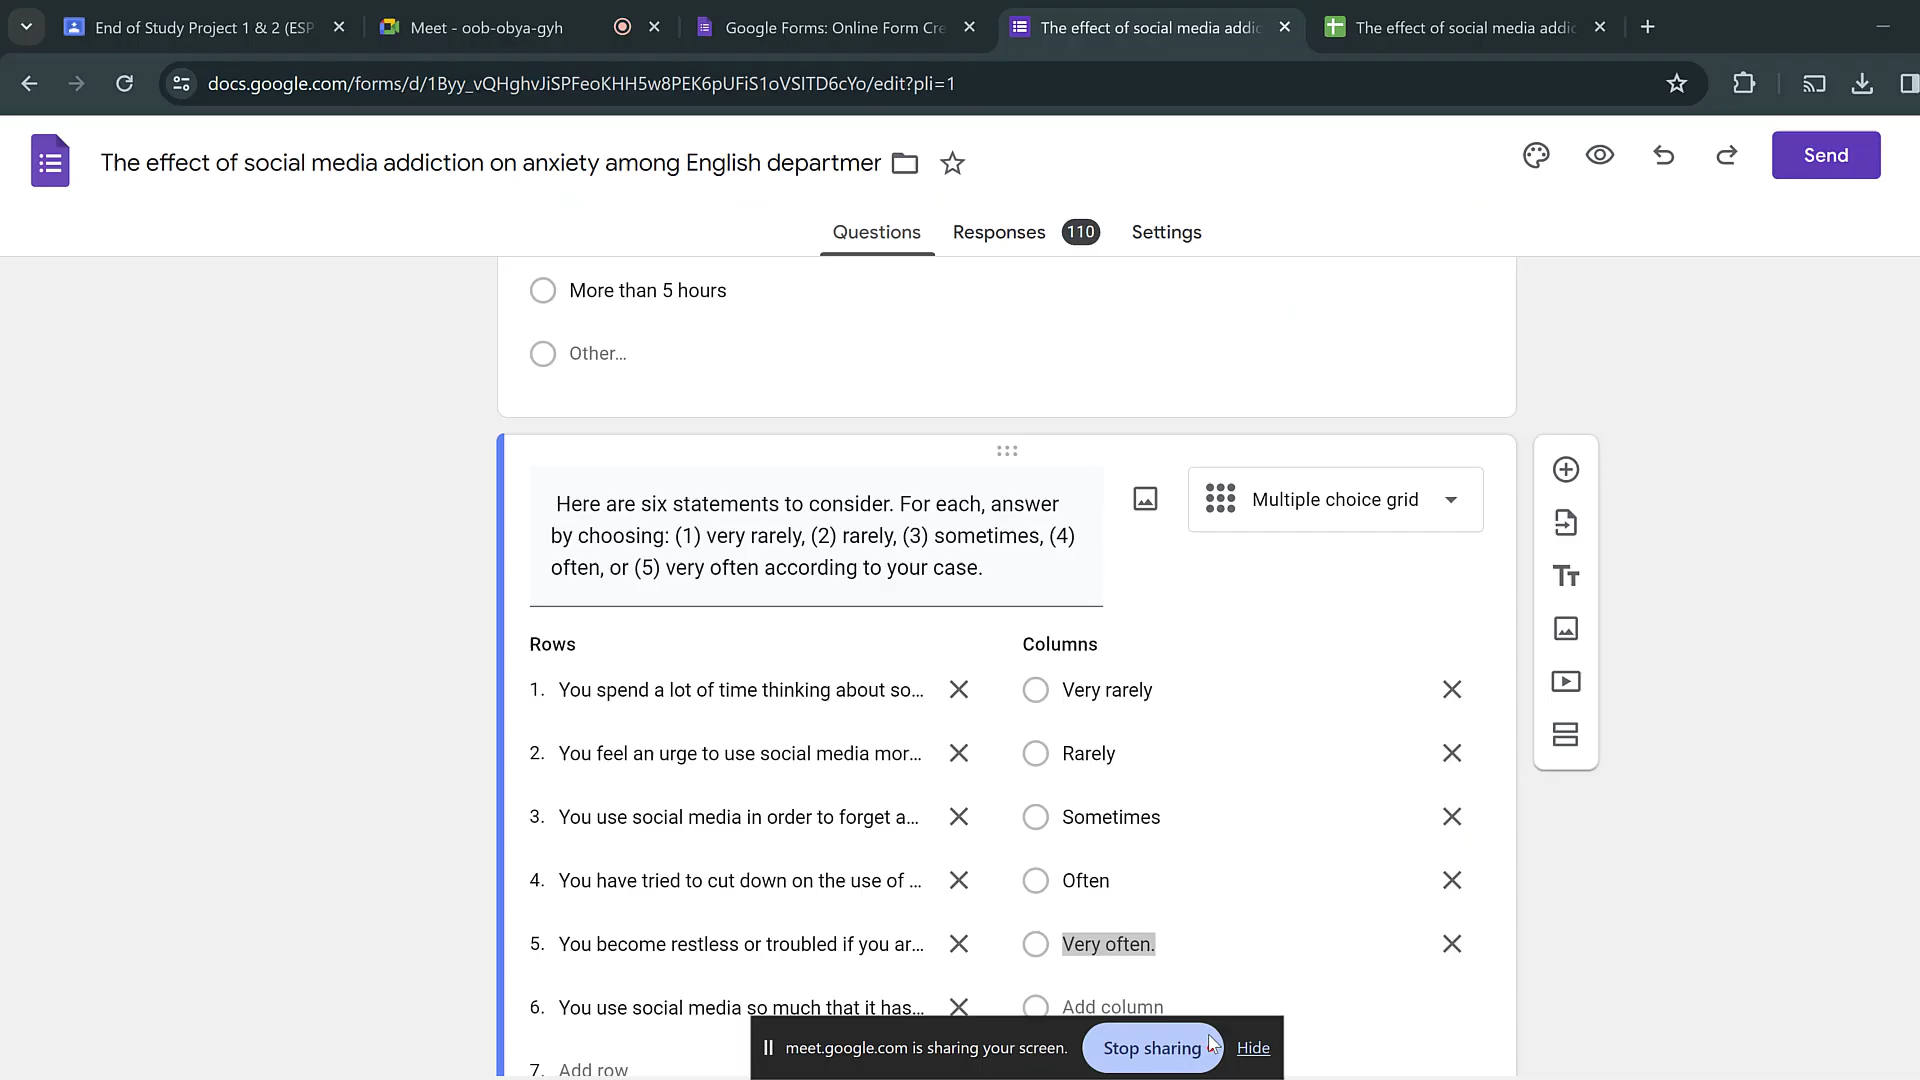 End of Study Project 1 & 2 (ESP
Meet - oob-obya-gyh
Google Forms: Online Form Cre
The effect of social media addic
The effect of social media addic
docs.google.com/forms/d/1Byy_vQHghvJiSPFeoKHH5w8PEK6pUFiS1oVSITD6cYo/edit?pli=1
The effect of social media addiction on anxiety among English departmer
Send
Questions
Responses 110
Settings
More than 5 hours
Other...
Here are six statements to consider. For each, answer
by choosing: (1) very rarely, (2) rarely, (3) sometimes, (4)
often, or (5) very often according to your case.
Multiple choice grid
Tт
Rows
Columns
1. You spend a lot of time thinking about so...
Very rarely
2. You feel an urge to use social media mor...
Rarely
3. You use social media in order to forget a...
Sometimes
4. You have tried to cut down on the use of ...
Often
5. You become restless or troubled if you ar...
Very often.
6. You use social media so much that it has...
Add column
7. Add row
meet.google.com is sharing your screen.
Stop sharing
Hide